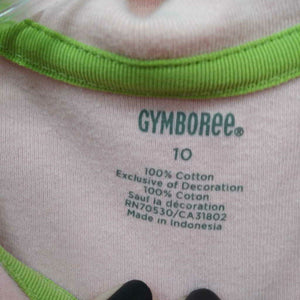 GYMBOREE®
10
100% Cotton
Exclusive of Decoration
100% Coton
Sauf la décoration
RN70530/CA31802
Made in Indonesia